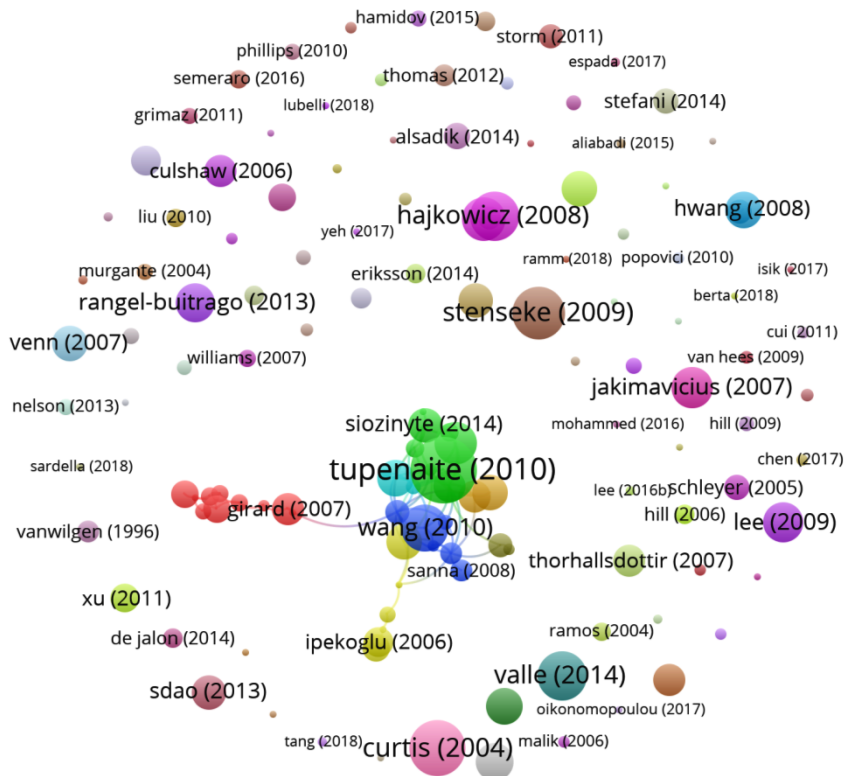 hamidov (2015)
storm (2011)
phillips (2010)
espada (2017)
semeraro (2016)
thomas (2012)
lubelli (2018)
stefani (2014)
grimaz (2011)
alsadik (2014)
aliabadi (2015)
culshaw (2006)
liu (2010)
hajkowicz (2008)
hwang (2008)
yeh (2017)
murgante (2004)
eriksson (2014)
ramm (2018)
popovici (2010)
isik (2017)
rangel-buitrago (2013)
berta (2018)
stenseke (2009)
venn (2007)
cui (2011)
williams (2007)
van hees (2009)
jakimavicius (2007)
nelson (2013)
siozinyte (2014)
mohammed (2016)
hill (2009)
sardella (2018)
tupenaite (2010)
chen (2017)
lee (2016b)
schleyer (2005)
girard (2007)
hill (2006)
vanwilgen (1996)
wang (2010)
lee (2009)
sanna (2008)
thorhallsdottir (2007)
xu (2011)
de jalon (2014)
ipekoglu (2006)
ramos (2004)
valle (2014)
sdao (2013)
oikonomopoulou (2017)
tang (2018)
curtis (2004)
malik (2006)